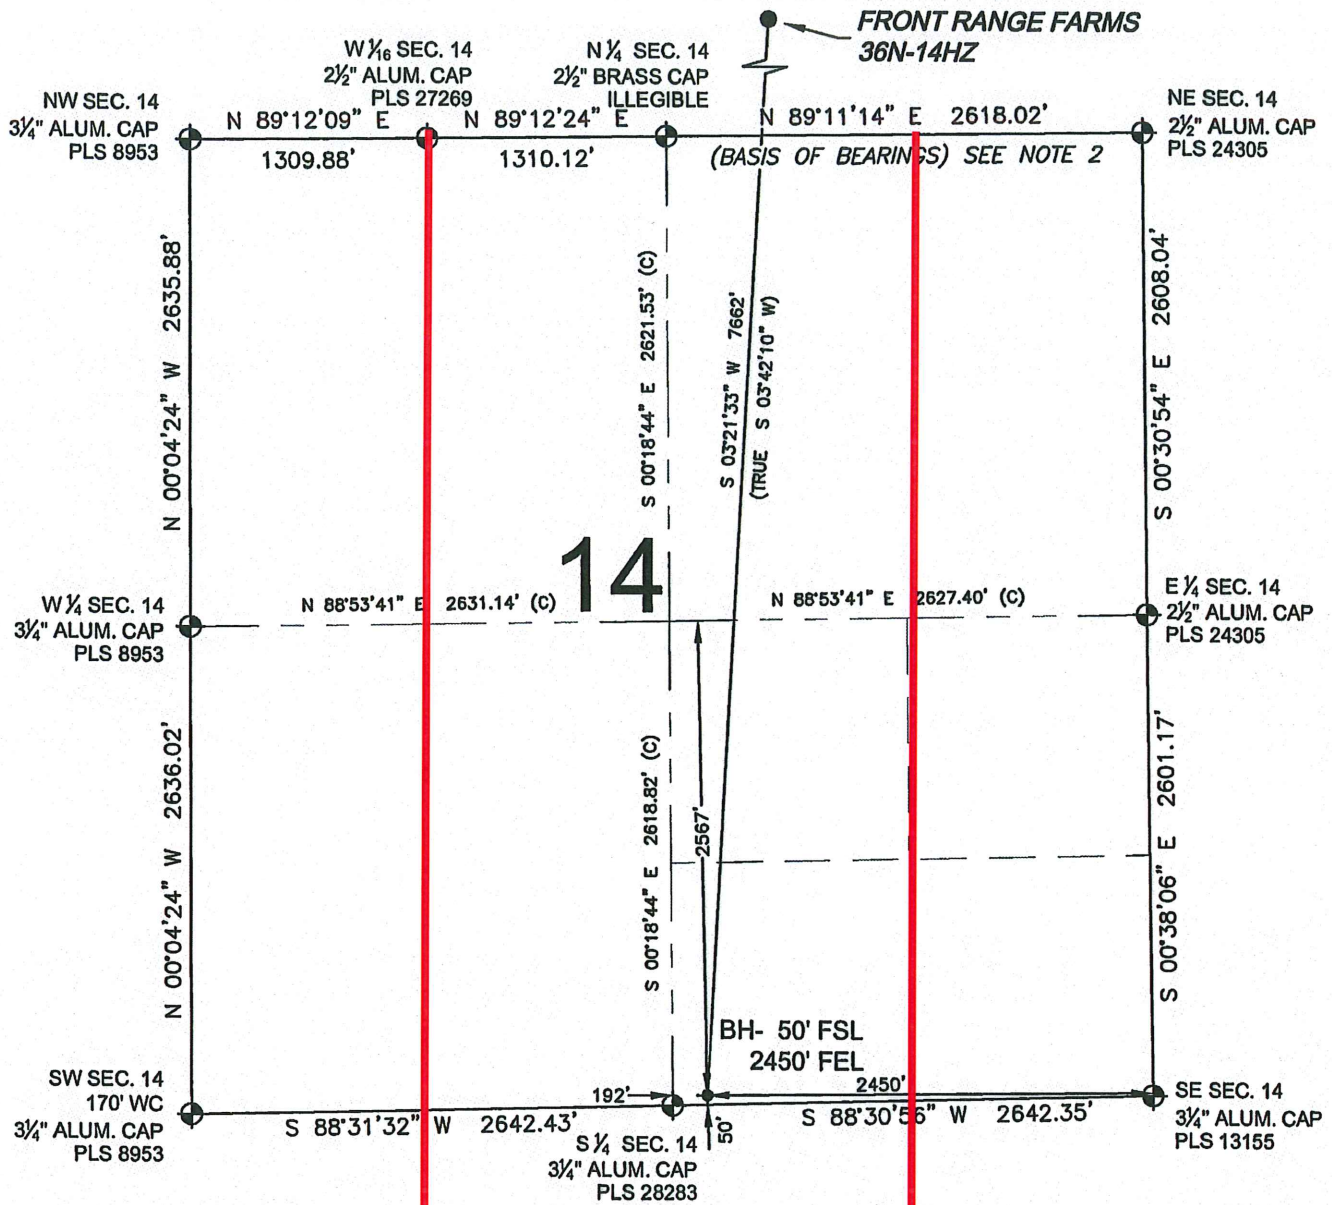 FRONT RANGE FARMS
36N-14HZ
W 1/16 SEC. 14
2½" ALUM. CAP
PLS 27269
N ¼ SEC. 14
2½" BRASS CAP
ILLEGIBLE
NW SEC. 14
3¼" ALUM. CAP
PLS 8953
NE SEC. 14
2½" ALUM. CAP
PLS 24305
N 89°12'09" E
1309.88'
N 89°12'24" E
1310.12'
N 89°11'14" E 2618.02'
(BASIS OF BEARINGS) SEE NOTE 2
N 00°04'24" W 2635.88'
S 00°18'44" E 2621.53' (C)
S 03°21'33" W 7662'
(TRUE S 03°42'10" W)
S 00°30'54" E 2608.04'
14
W ¼ SEC. 14
3¼" ALUM. CAP
PLS 8953
N 88°53'41" E 2631.14' (C)
N 88°53'41" E 2627.40' (C)
E ¼ SEC. 14
2½" ALUM. CAP
PLS 24305
N 00°04'24" W 2636.02'
S 00°18'44" E 2618.82' (C)
2567'
S 00°38'06" E 2601.17'
BH- 50' FSL
2450' FEL
SW SEC. 14
170' WC
3¼" ALUM. CAP
PLS 8953
192'
2450'
50'
SE SEC. 14
3¼" ALUM. CAP
PLS 13155
S 88°31'32" W 2642.43'
S 88°30'56" W 2642.35'
S ¼ SEC. 14
3¼" ALUM. CAP
PLS 28283